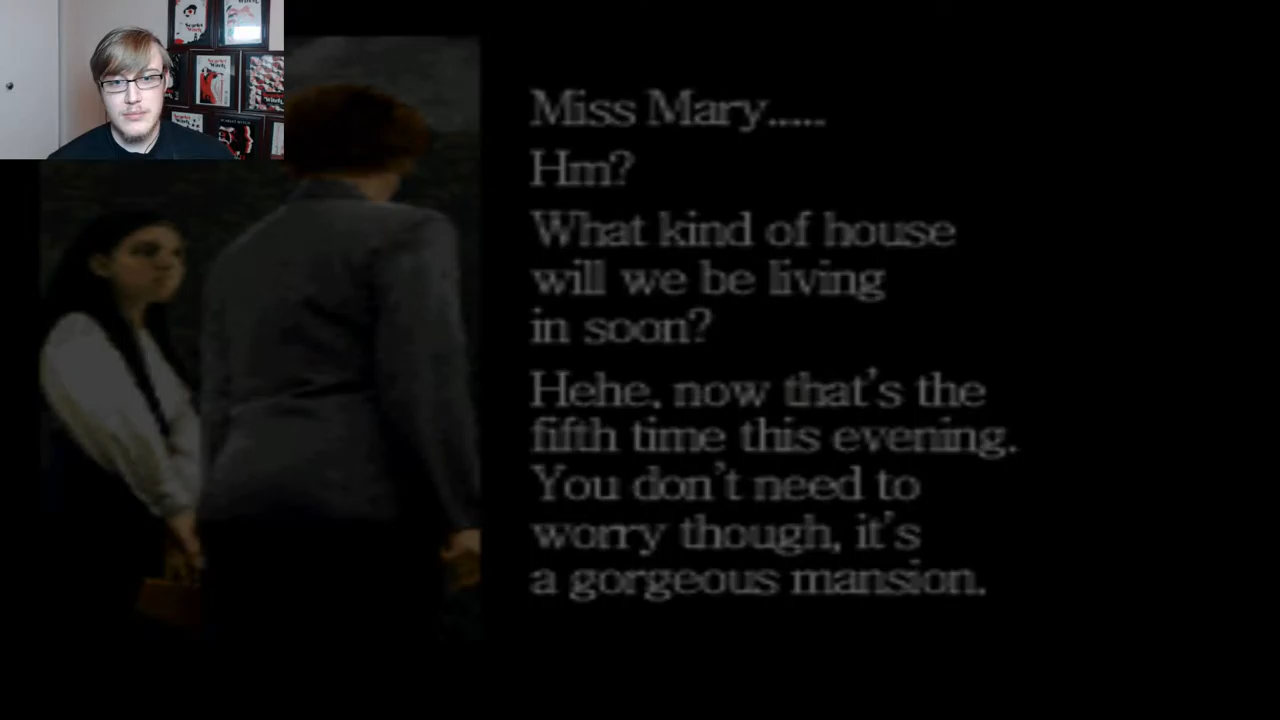 Miss Mary.....
Hm?
What kind of house
will we be living
in soon?
Hehe, now that's the
fifth time this evening.
You don't need to
worry though, it's
a gorgeous mansion.